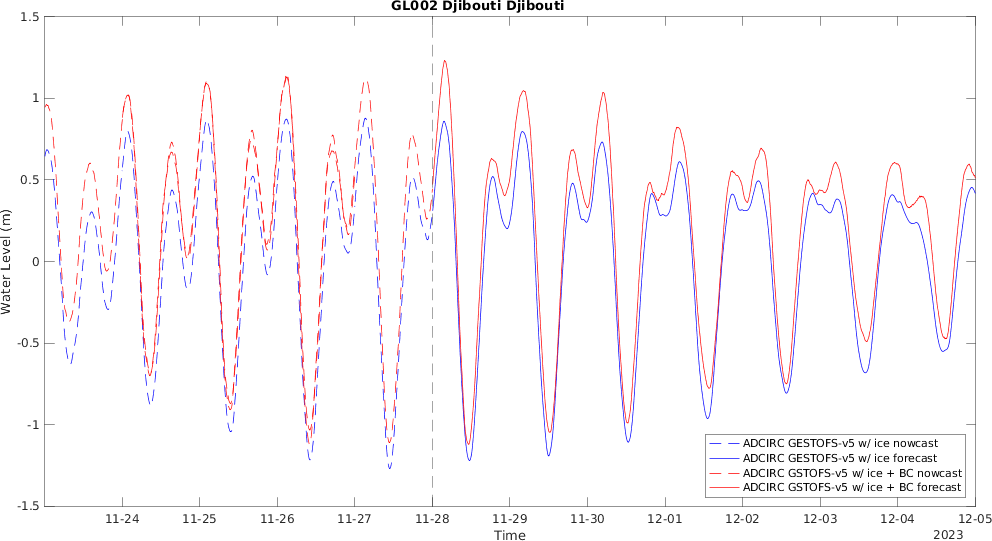 GL002 Djibouti Djibouti
Water Level (m)
1.5
1
0.5
0
-0.5
-1
-1.5
ADCIRC GESTOFS-v5 w/ ice nowcast
ADCIRC GESTOFS-v5 w/ ice forecast
ADCIRC GSTOFS-v5 w/ ice + BC nowcast
ADCIRC GSTOFS-v5 w/ ice + BC forecast
11-24 11-25 11-26 11-27 11-28 11-29 11-30 12-01 12-02 12-03 12-04 12-05
Time
2023